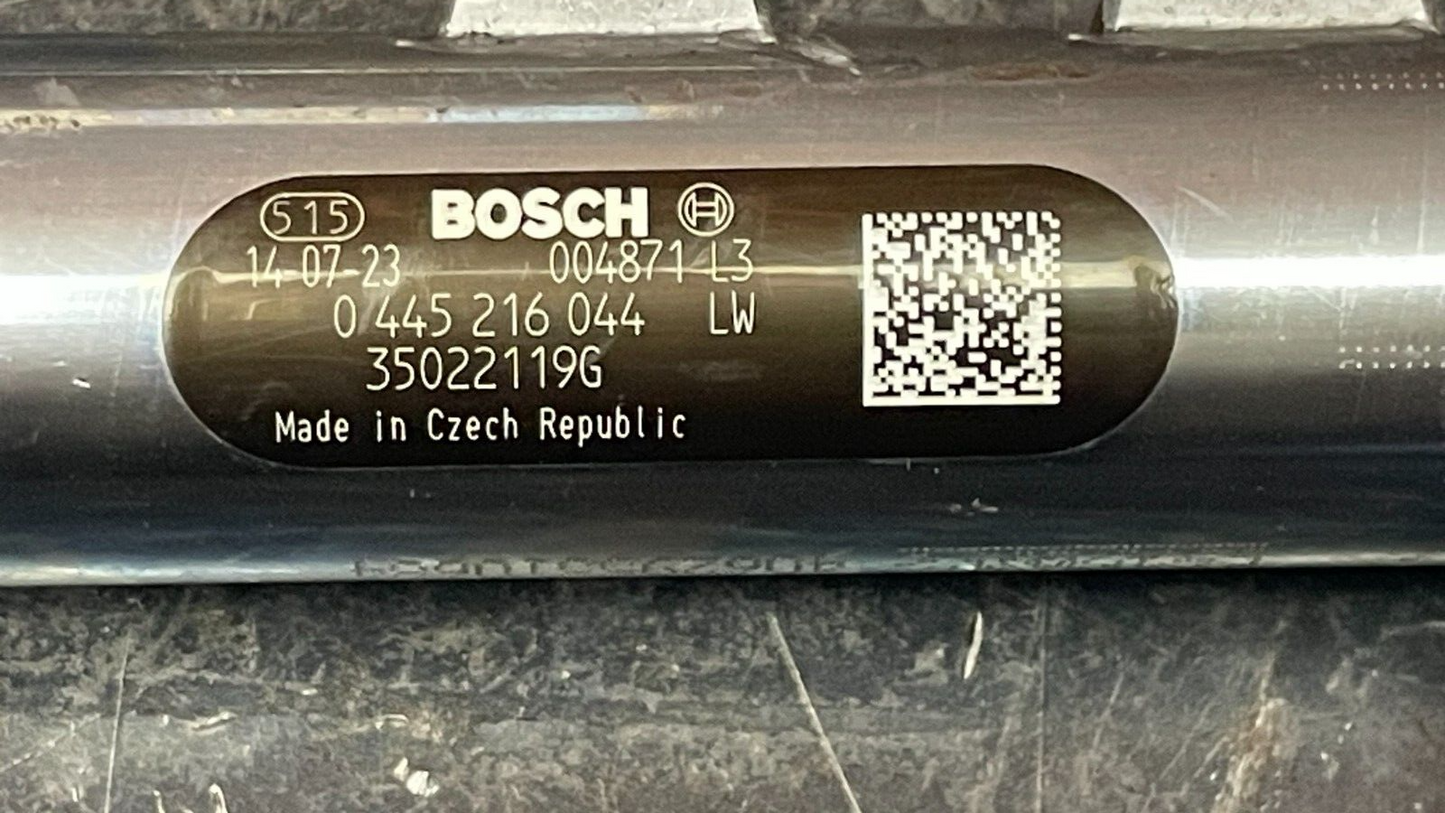 515 BOSCH
14-07-23 004871 L3
0 445 216 044 LW
35022119G
Made in Czech Republic